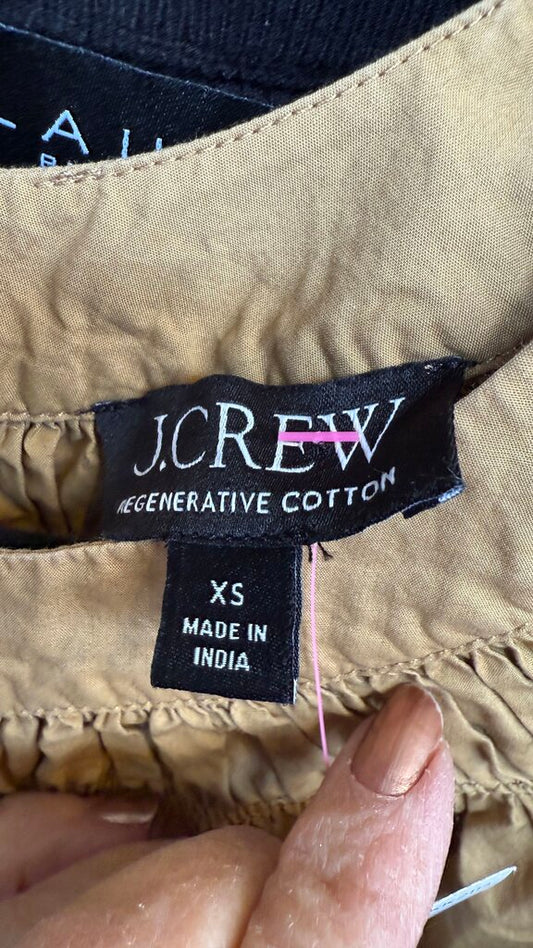 J.CREW
REGENERATIVE COTTON
XS
MADE IN
INDIA